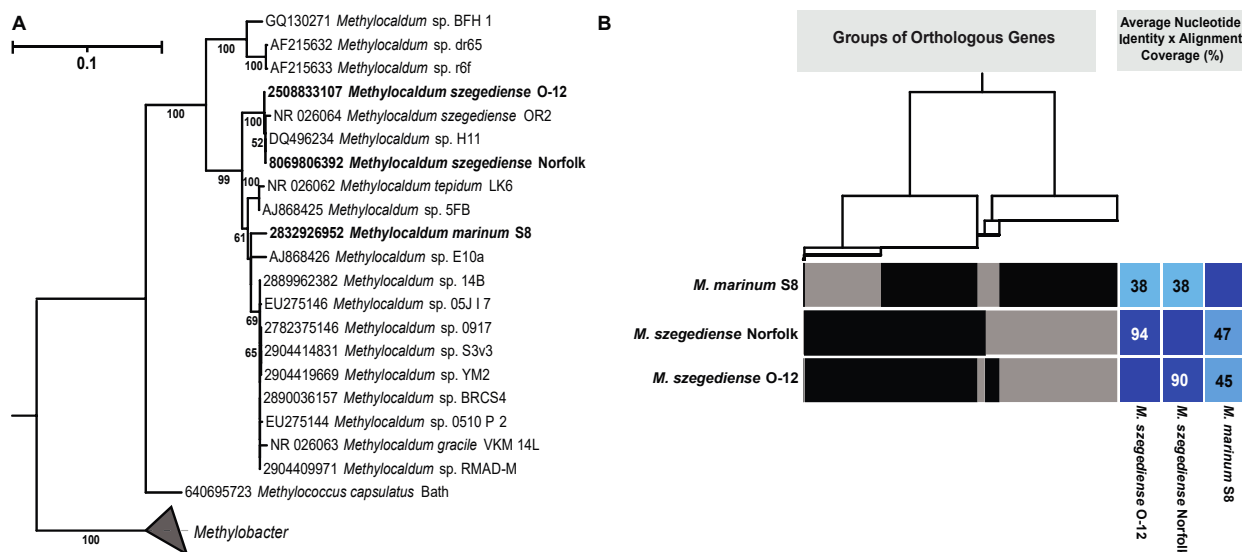 A
0.1
GQ130271 Methylocaldum sp. BFH 1
100
AF215632 Methylocaldum sp. dr65
100
AF215633 Methylocaldum sp. r6f
2508833107 Methylocaldum szegediense O-12
100
100
NR 026064 Methylocaldum szegediense OR2
52
DQ496234 Methylocaldum sp. H11
8069806392 Methylocaldum szegediense Norfolk
99
100
NR 026062 Methylocaldum tepidum LK6
AJ868425 Methylocaldum sp. 5FB
61
2832926952 Methylocaldum marinum S8
AJ868426 Methylocaldum sp. E10a
2889962382 Methylocaldum sp. 14B
EU275146 Methylocaldum sp. 05J I 7
69
2782375146 Methylocaldum sp. 0917
65
2904414831 Methylocaldum sp. S3v3
2904419669 Methylocaldum sp. YM2
2890036157 Methylocaldum sp. BRCS4
EU275144 Methylocaldum sp. 0510 P 2
NR 026063 Methylocaldum gracile VKM 14L
2904409971 Methylocaldum sp. RMAD-M
640695723 Methylococcus capsulatus Bath
100
Methylobacter
B
Groups of Orthologous Genes
Average Nucleotide
Identity x Alignment
Coverage (%)
M. marinum S8
38
38
M. szegediense Norfolk
94
47
M. szegediense O-12
90
45
M. szegediense O-12
M. szegediense Norfolk
M. marinum S8